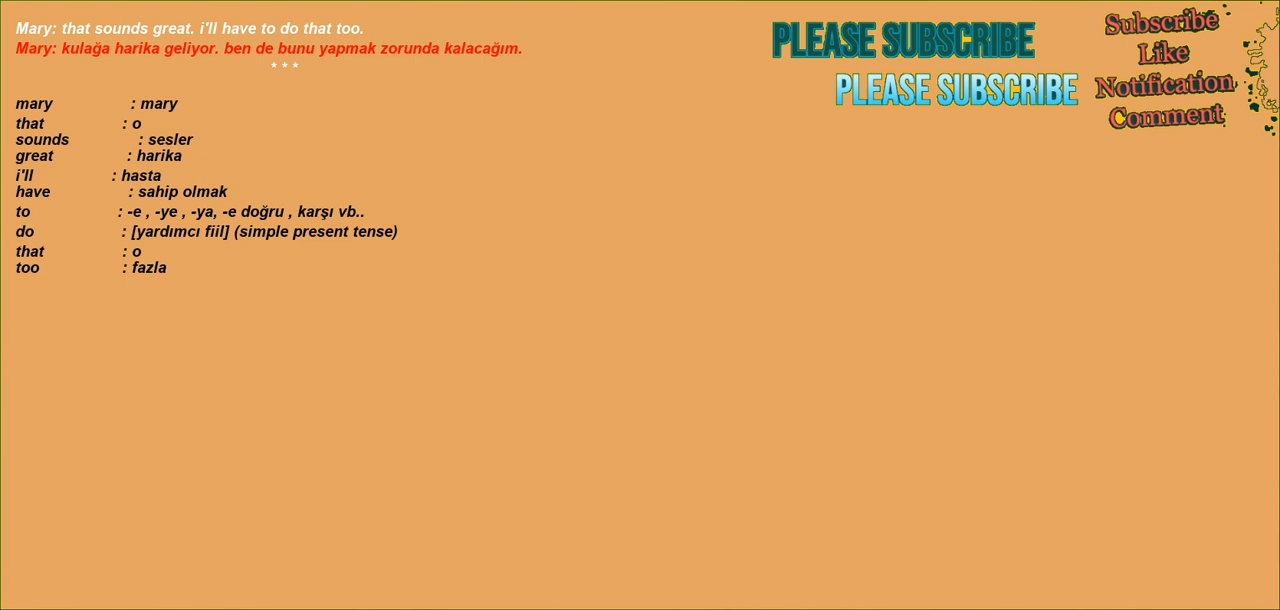 Mary: that sounds great. i'll have to do that too.
Mary: kulağa harika geliyor. ben de bunu yapmak zorunda kalacağım.
* * *
mary : mary
that : o
sounds : sesler
great : harika
i'll : hasta
have : sahip olmak
to : -e , -ye , -ya, -e doğru , karşı vb..
do : [yardımcı fiil] (simple present tense)
that : o
too : fazla
PLEASE SUBSCRIBE
PLEASE SUBSCRIBE
Subscribe
Like
Notification
Comment